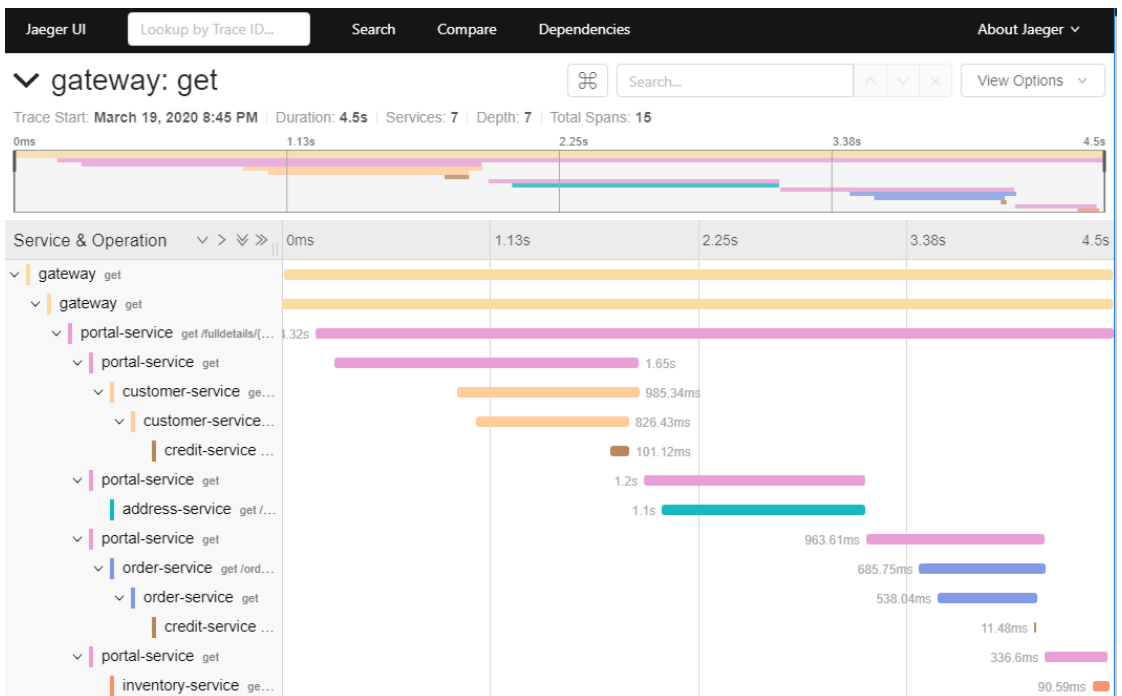 Jaeger UI Lookup by Trace ID... Search Compare Dependencies About Jaeger
gateway: get Search... View Options
Trace Start: March 19, 2020 8:45 PM Duration: 4.5s Services: 7 Depth: 7 Total Spans: 15
0ms 1.13s 2.25s 3.38s 4.5s
Service & Operation 0ms 1.13s 2.25s 3.38s 4.5s
gateway get
gateway get
portal-service get /fulldetails/{... 4.32s
portal-service get 1.65s
customer-service ge... 985.34ms
customer-service... 826.43ms
credit-service ... 101.12ms
portal-service get 1.2s
address-service get /... 1.1s
portal-service get 963.61ms
order-service get /ord... 685.75ms
order-service get 538.04ms
credit-service ... 11.48ms
portal-service get 336.6ms
inventory-service ge... 90.59ms